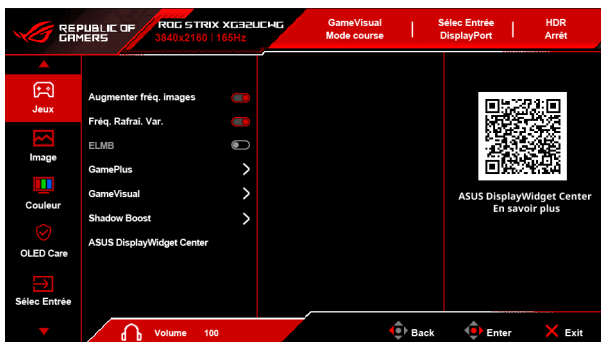 REPUBLIC OF
GAMERS
ROG STRIX XG32UCWG
3840x2160 | 165Hz
GameVisual
Mode course
Sélec Entrée
DisplayPort
HDR
Arrêt
Jeux
Image
Couleur
OLED Care
Sélec Entrée
Augmenter fréq. images
Fréq. Rafraî. Var.
ELMB
GamePlus
GameVisual
Shadow Boost
ASUS DisplayWidget Center
ASUS DisplayWidget Center
En savoir plus
Volume 100
Back
Enter
Exit